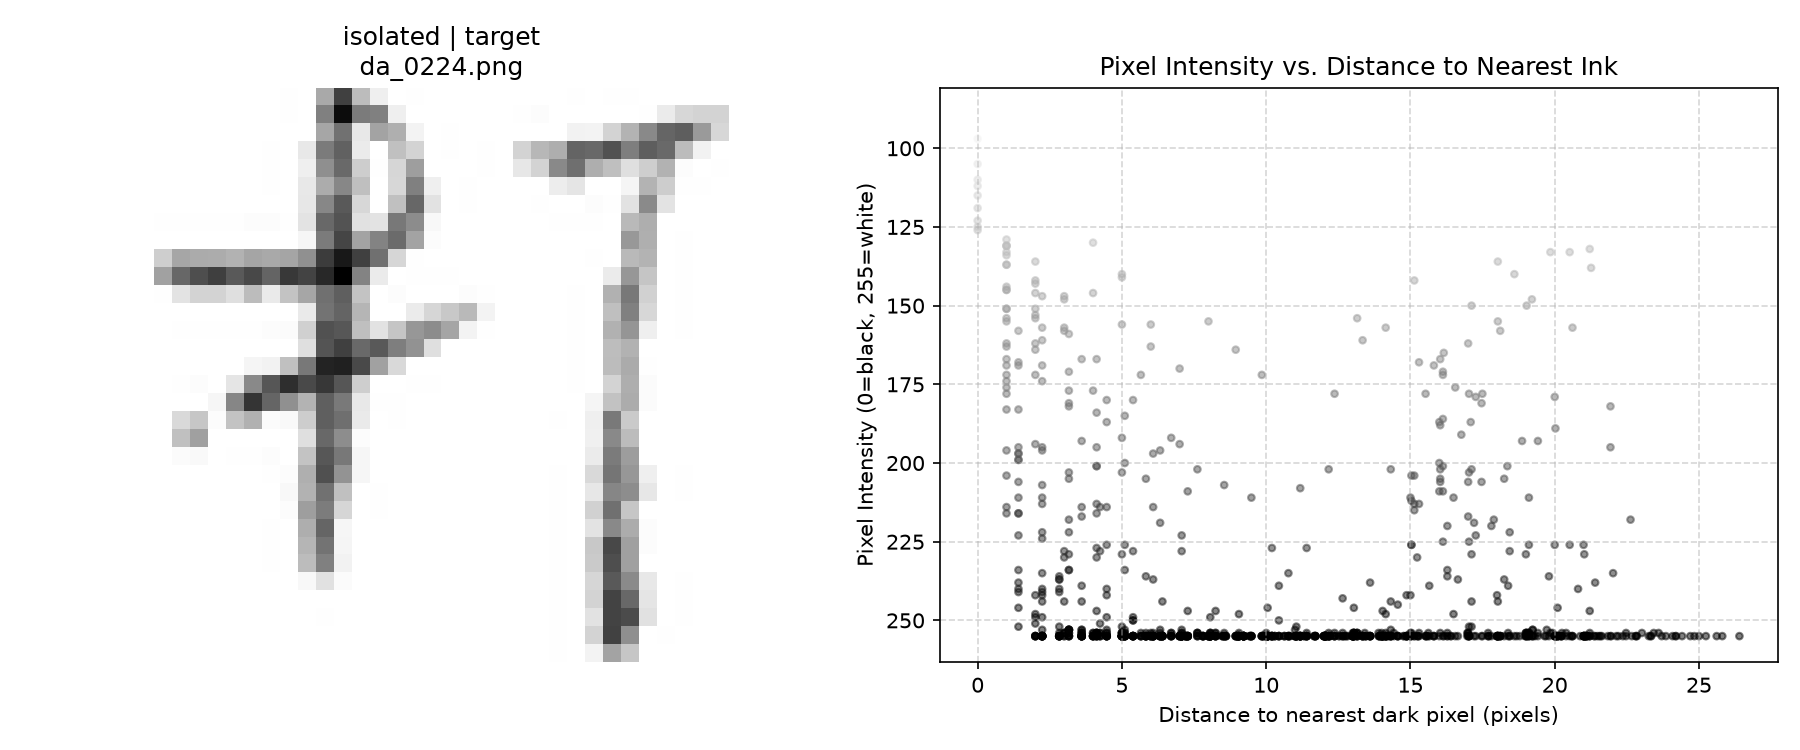 isolated | target
da_0224.png
Pixel Intensity vs. Distance to Nearest Ink
Pixel Intensity (0=black, 255=white)
100
125
150
175
200
225
250
0 5 10 15 20 25
Distance to nearest dark pixel (pixels)